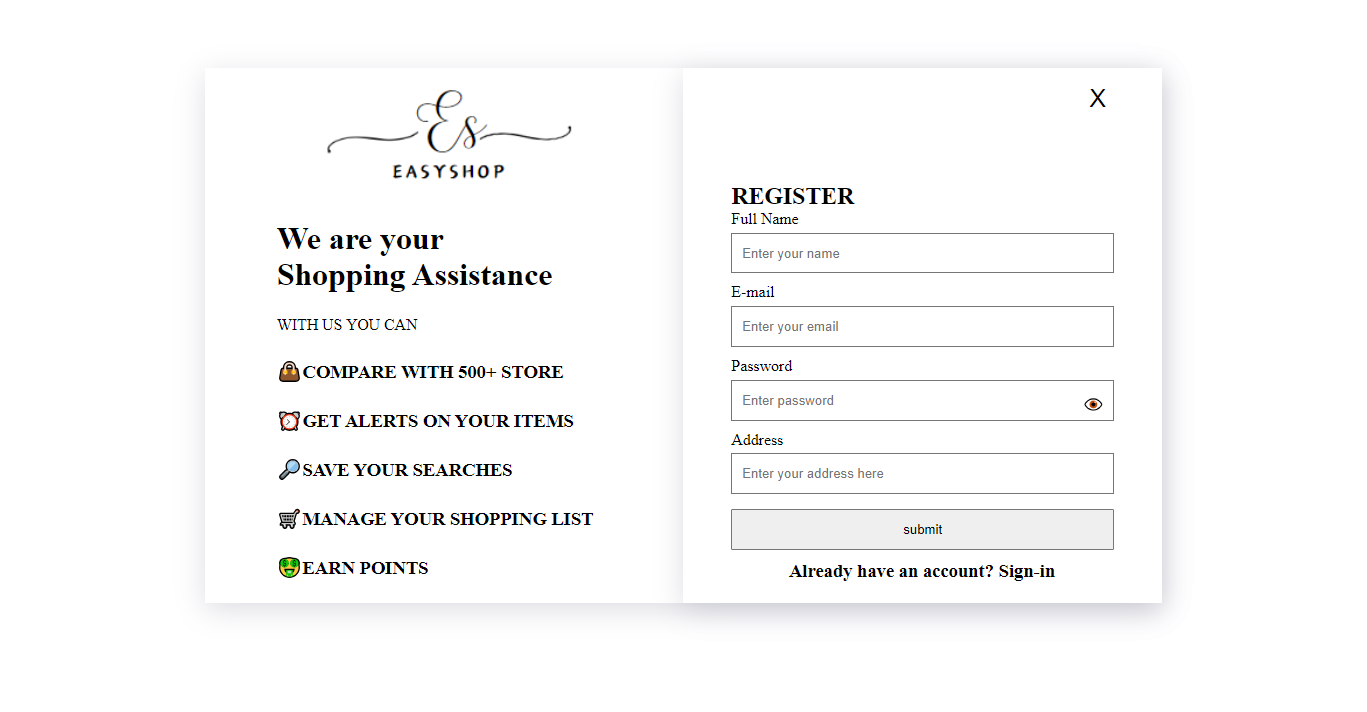 Es
EASYSHOP
We are your
Shopping Assistance
WITH US YOU CAN
👜COMPARE WITH 500+ STORE
⏰GET ALERTS ON YOUR ITEMS
🔎SAVE YOUR SEARCHES
🛒MANAGE YOUR SHOPPING LIST
🤑EARN POINTS
X
REGISTER
Full Name
Enter your name
E-mail
Enter your email
Password
Enter password
Address
Enter your address here
submit
Already have an account? Sign-in